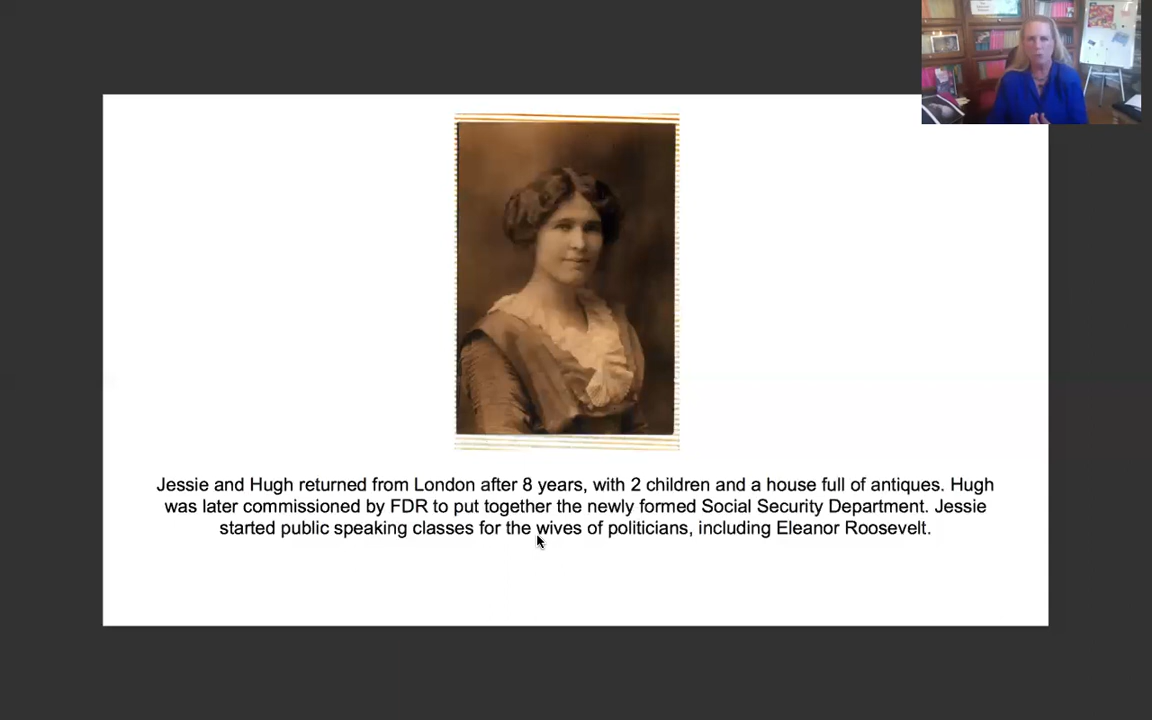 Jessie and Hugh returned from London after 8 years, with 2 children and a house full of antiques. Hugh
was later commissioned by FDR to put together the newly formed Social Security Department. Jessie
started public speaking classes for the wives of politicians, including Eleanor Roosevelt.